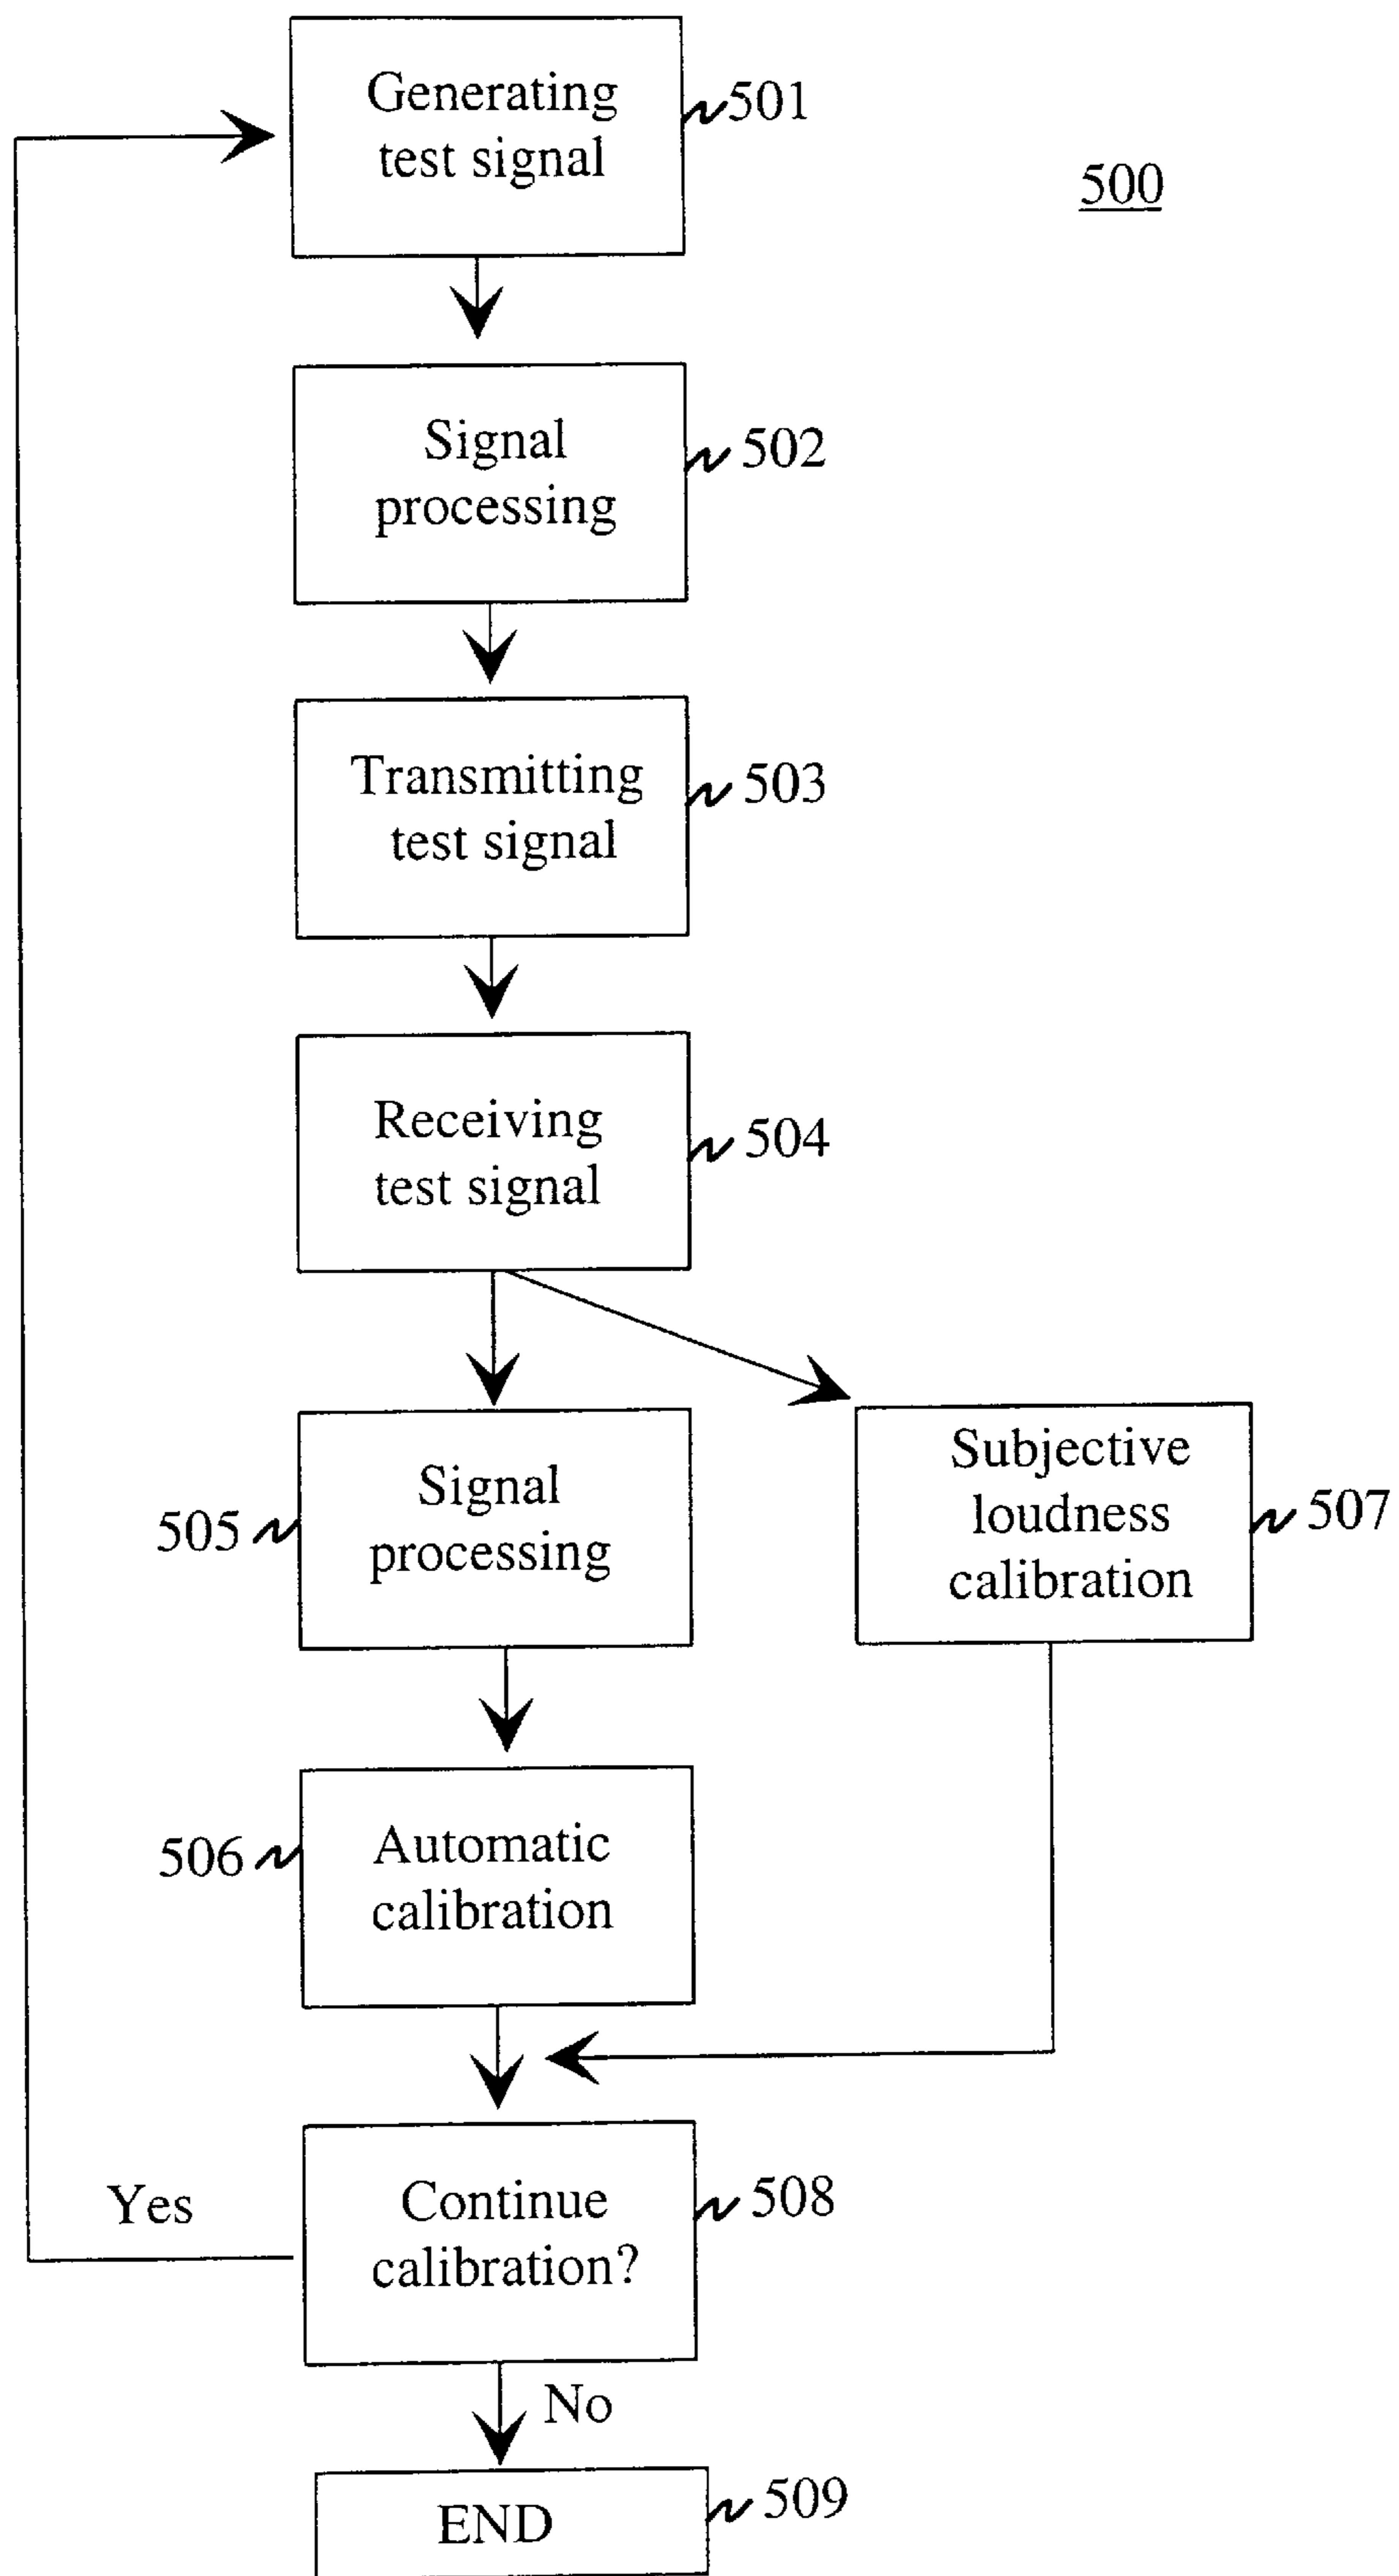 Generating
test signal
501
500
Signal
processing
502
Transmitting
test signal
503
Receiving
test signal
504
Signal
processing
505
Subjective
loudness
calibration
507
Automatic
calibration
506
Continue
calibration?
508
Yes
No
END
509